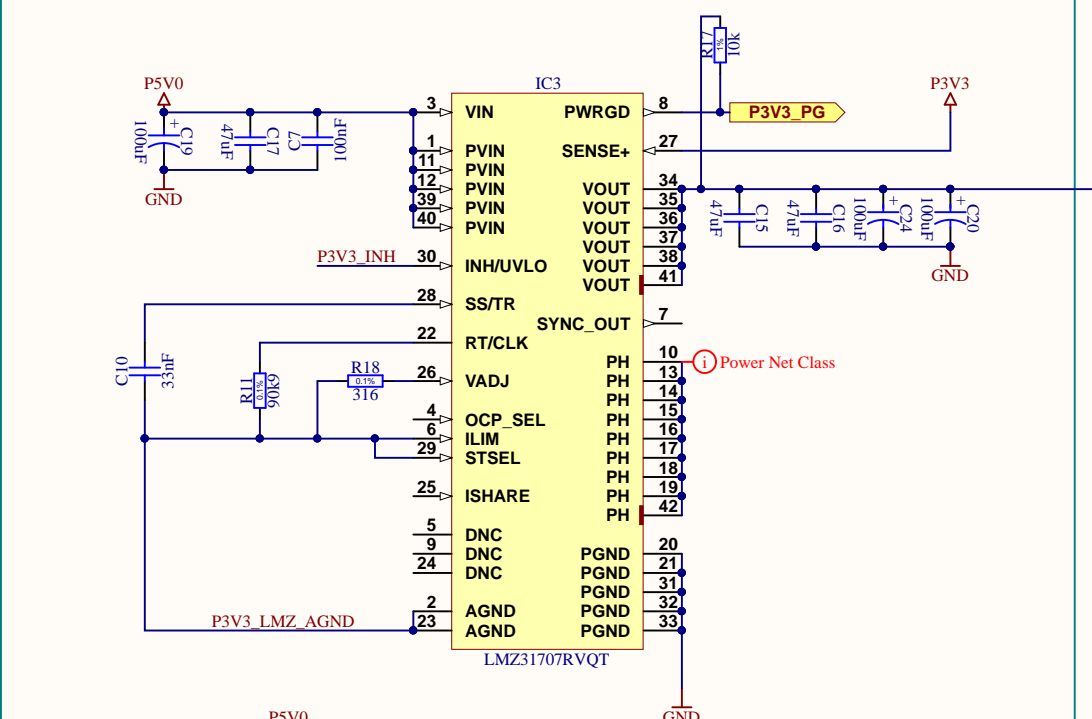 R17
1%
10k
P5V0
IC3
P3V3
3 VIN PWRGD 8
P3V3_PG
100uF + C19
47uF C17
C7 100nF
1 PVIN SENSE+ 27
11 PVIN
12 PVIN VOUT 34
39 PVIN VOUT 35
40 PVIN VOUT 36
GND
VOUT 37
P3V3_INH 30 INH/UVLO VOUT 38
VOUT 41
47uF C15
47uF C16
100uF + C24
100uF + C20
GND
28 SS/TR
SYNC_OUT 7
22 RT/CLK
PH 10 i Power Net Class
C10 33nF
R11 0.1% 90k9
R18
0.1%
316
26 VADJ PH 13
PH 14
4 OCP_SEL PH 15
6 ILIM PH 16
29 STSEL PH 17
PH 18
25 ISHARE PH 19
PH 42
5 DNC
9 DNC PGND 20
24 DNC PGND 21
PGND 31
2 AGND PGND 32
P3V3_LMZ_AGND 23 AGND PGND 33
LMZ31707RVQT
P5V0
GND